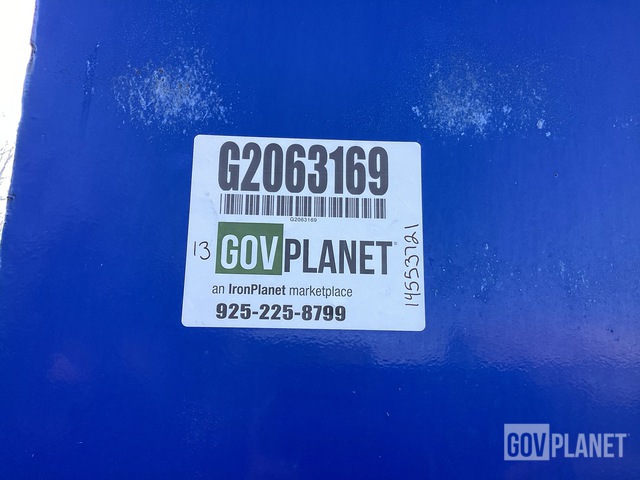 G2063169
G2063169
13
GOVPLANET
an IronPlanet marketplace
925-225-8799
14553721
GOVPLANET